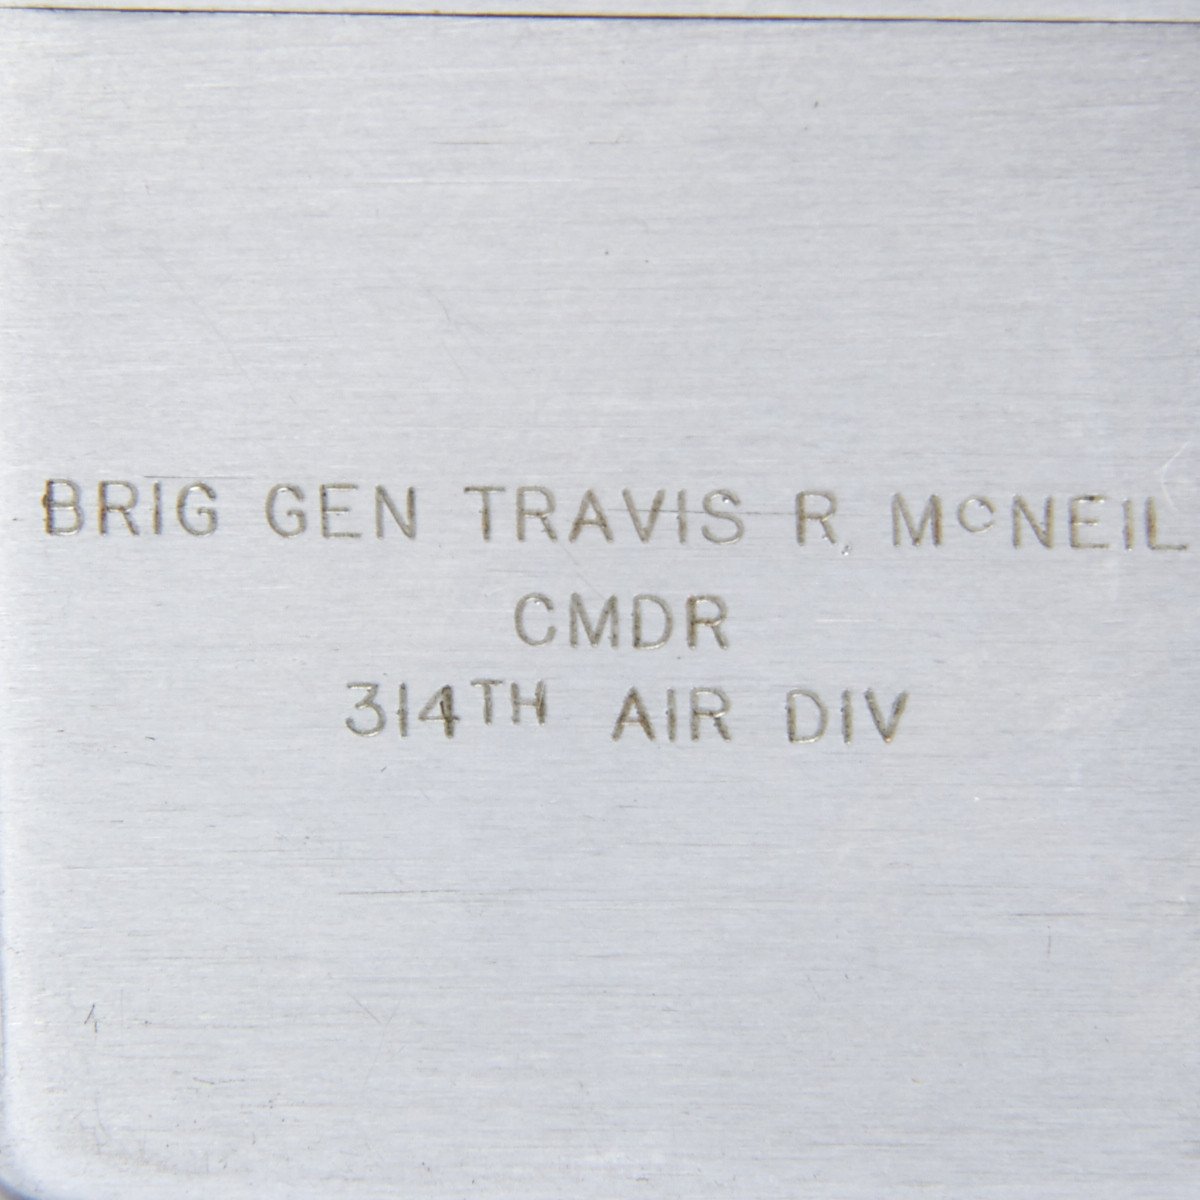 BRIG GEN TRAVIS R. McNEIL
CMDR
314TH AIR DIV